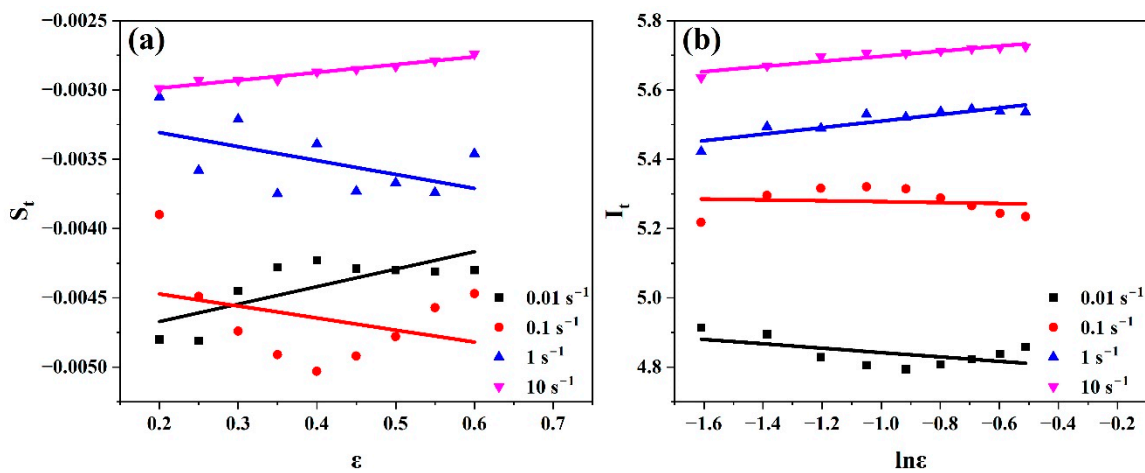 (a)
−0.0025
−0.0030
−0.0035
−0.0040
−0.0045
−0.0050
S_t
0.2 0.3 0.4 0.5 0.6 0.7
ε
0.01 s⁻¹
0.1 s⁻¹
1 s⁻¹
10 s⁻¹
(b)
5.8
5.6
5.4
5.2
5.0
4.8
I_t
−1.6 −1.4 −1.2 −1.0 −0.8 −0.6 −0.4 −0.2
lnε
0.01 s⁻¹
0.1 s⁻¹
1 s⁻¹
10 s⁻¹